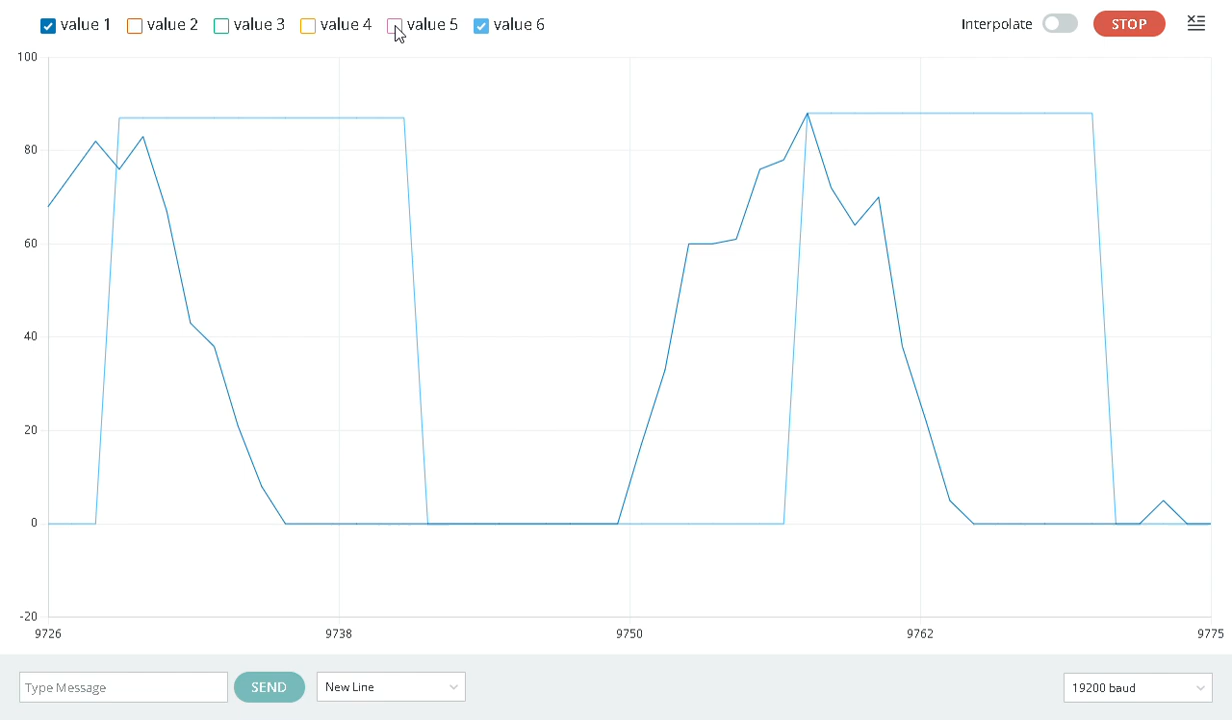 value 1 value 2 value 3 value 4 value 5 value 6 Interpolate STOP
100
80
60
40
20
0
-20
9726 9738 9750 9762 9775
Type Message SEND New Line 19200 baud